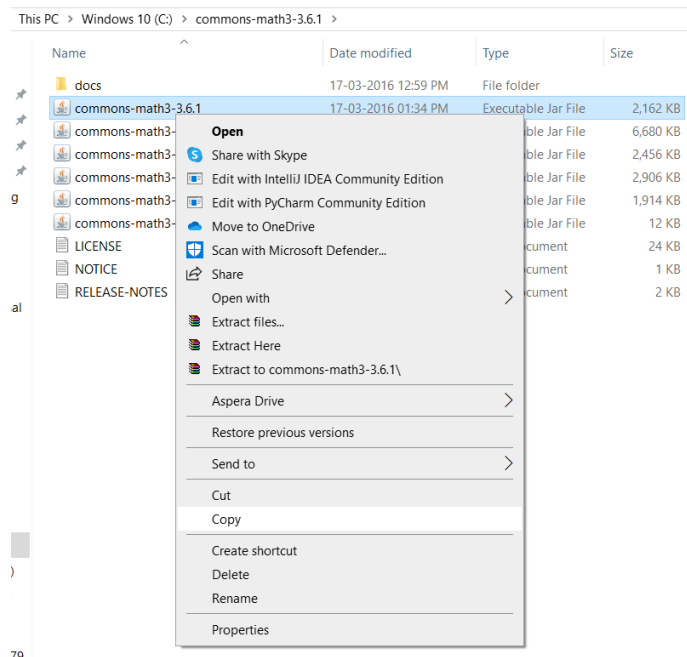 This PC > Windows 10 (C:) > commons-math3-3.6.1 >
Name Date modified Type Size
docs 17-03-2016 12:59 PM File folder
commons-math3-3.6.1 17-03-2016 01:34 PM Executable Jar File 2,162 KB
commons-math3- ble Jar File 6,680 KB
commons-math3- ble Jar File 2,456 KB
commons-math3- ble Jar File 2,906 KB
commons-math3- ble Jar File 1,914 KB
commons-math3- ble Jar File 12 KB
LICENSE cument 24 KB
NOTICE cument 1 KB
RELEASE-NOTES cument 2 KB
g
al
)
79
Open
Share with Skype
Edit with IntelliJ IDEA Community Edition
Edit with PyCharm Community Edition
Move to OneDrive
Scan with Microsoft Defender...
Share
Open with
Extract files...
Extract Here
Extract to commons-math3-3.6.1\
Aspera Drive
Restore previous versions
Send to
Cut
Copy
Create shortcut
Delete
Rename
Properties